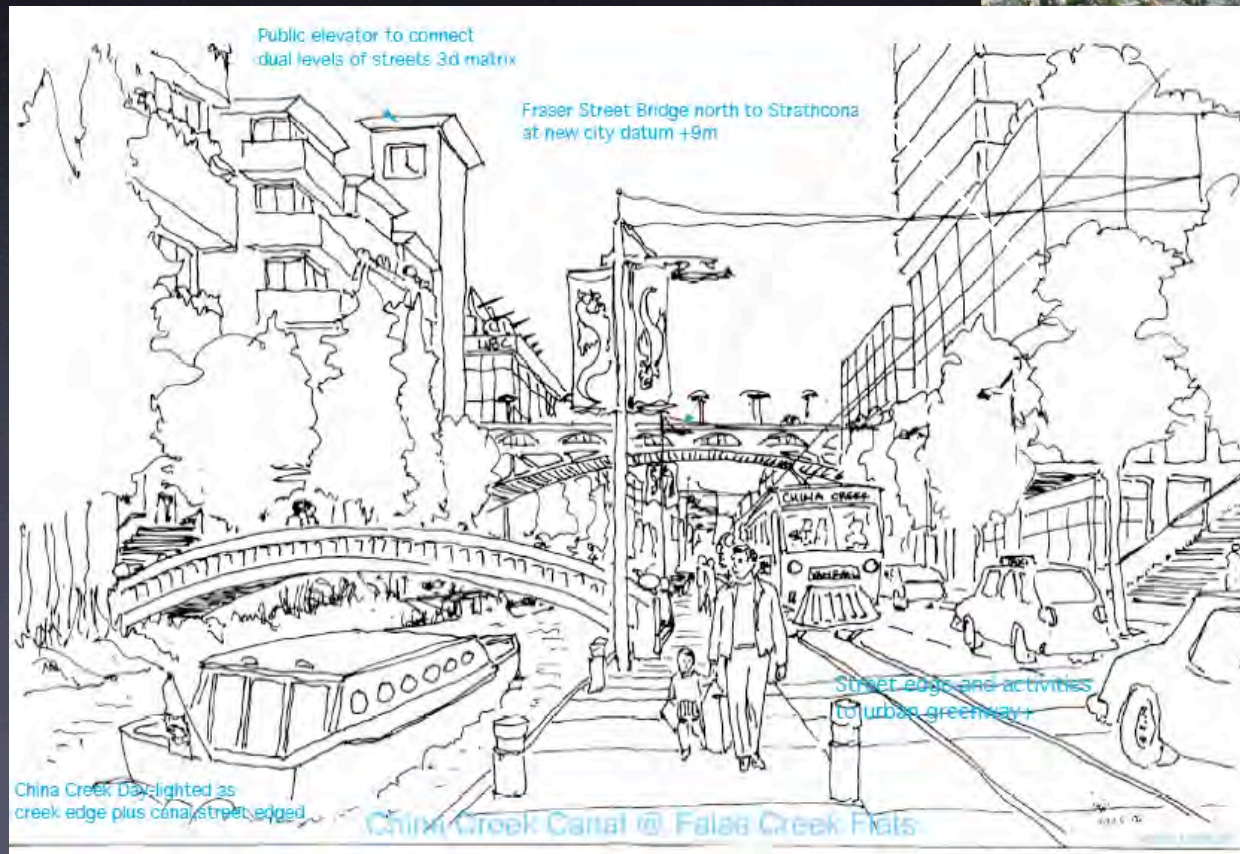 Public elevator to connect
dual levels of streets 3d matrix
Fraser Street Bridge north to Strathcona
at new city datum +9m
CHINA CREEK
TAXI
Street edge and activities
to urban greenway+
China Creek Day-lighted as
creek edge plus canal street edged
China Creek Canal @ False Creek Flats